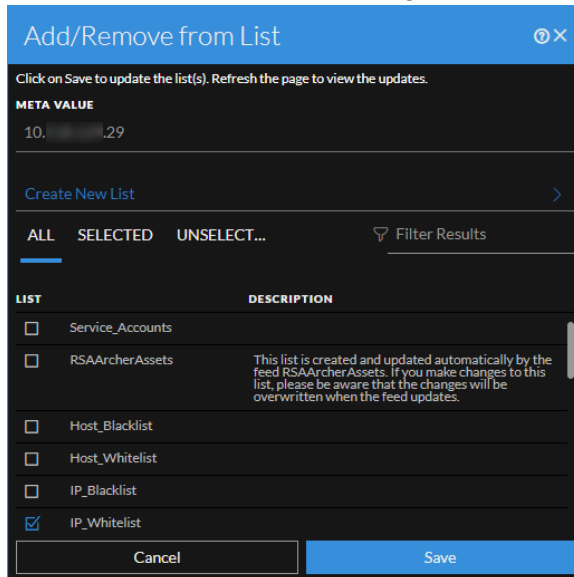 Add/Remove from List
Click on Save to update the list(s). Refresh the page to view the updates.
META VALUE
10. .29
Create New List
ALL SELECTED UNSELECT... Filter Results
LIST DESCRIPTION
Service_Accounts
RSAArcherAssets This list is created and updated automatically by the
feed RSAArcherAssets. If you make changes to this
list, please be aware that the changes will be
overwritten when the feed updates.
Host_Blacklist
Host_Whitelist
IP_Blacklist
IP_Whitelist
Cancel Save